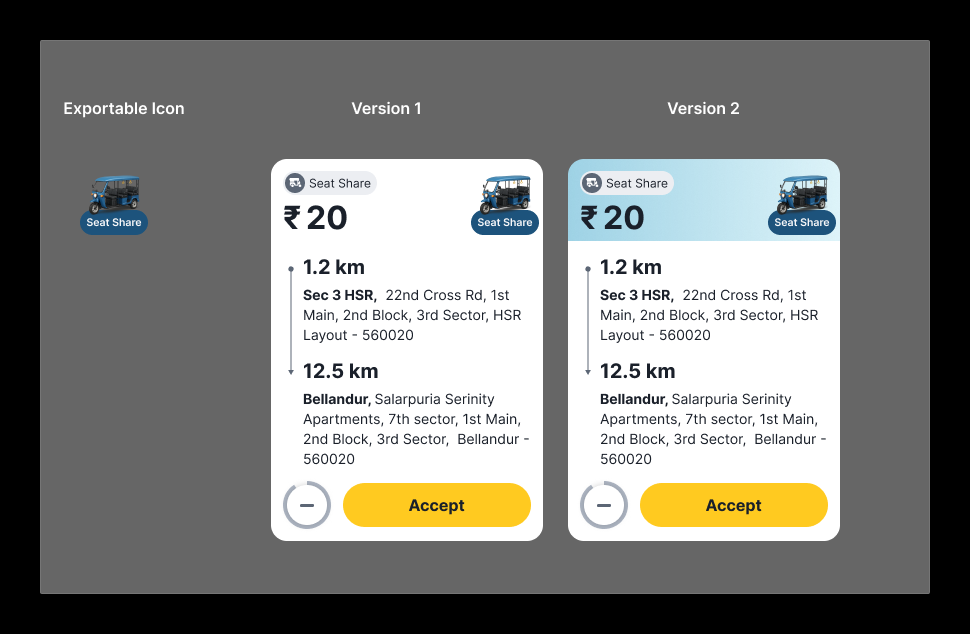 Exportable Icon
Version 1
Version 2
Seat Share
Seat Share
₹ 20
Seat Share
1.2 km
Sec 3 HSR,  22nd Cross Rd, 1st
Main, 2nd Block, 3rd Sector, HSR
Layout - 560020
12.5 km
Bellandur, Salarpuria Serinity
Apartments, 7th sector, 1st Main,
2nd Block, 3rd Sector,  Bellandur -
560020
Accept
Seat Share
₹ 20
Seat Share
1.2 km
Sec 3 HSR,  22nd Cross Rd, 1st
Main, 2nd Block, 3rd Sector, HSR
Layout - 560020
12.5 km
Bellandur, Salarpuria Serinity
Apartments, 7th sector, 1st Main,
2nd Block, 3rd Sector,  Bellandur -
560020
Accept